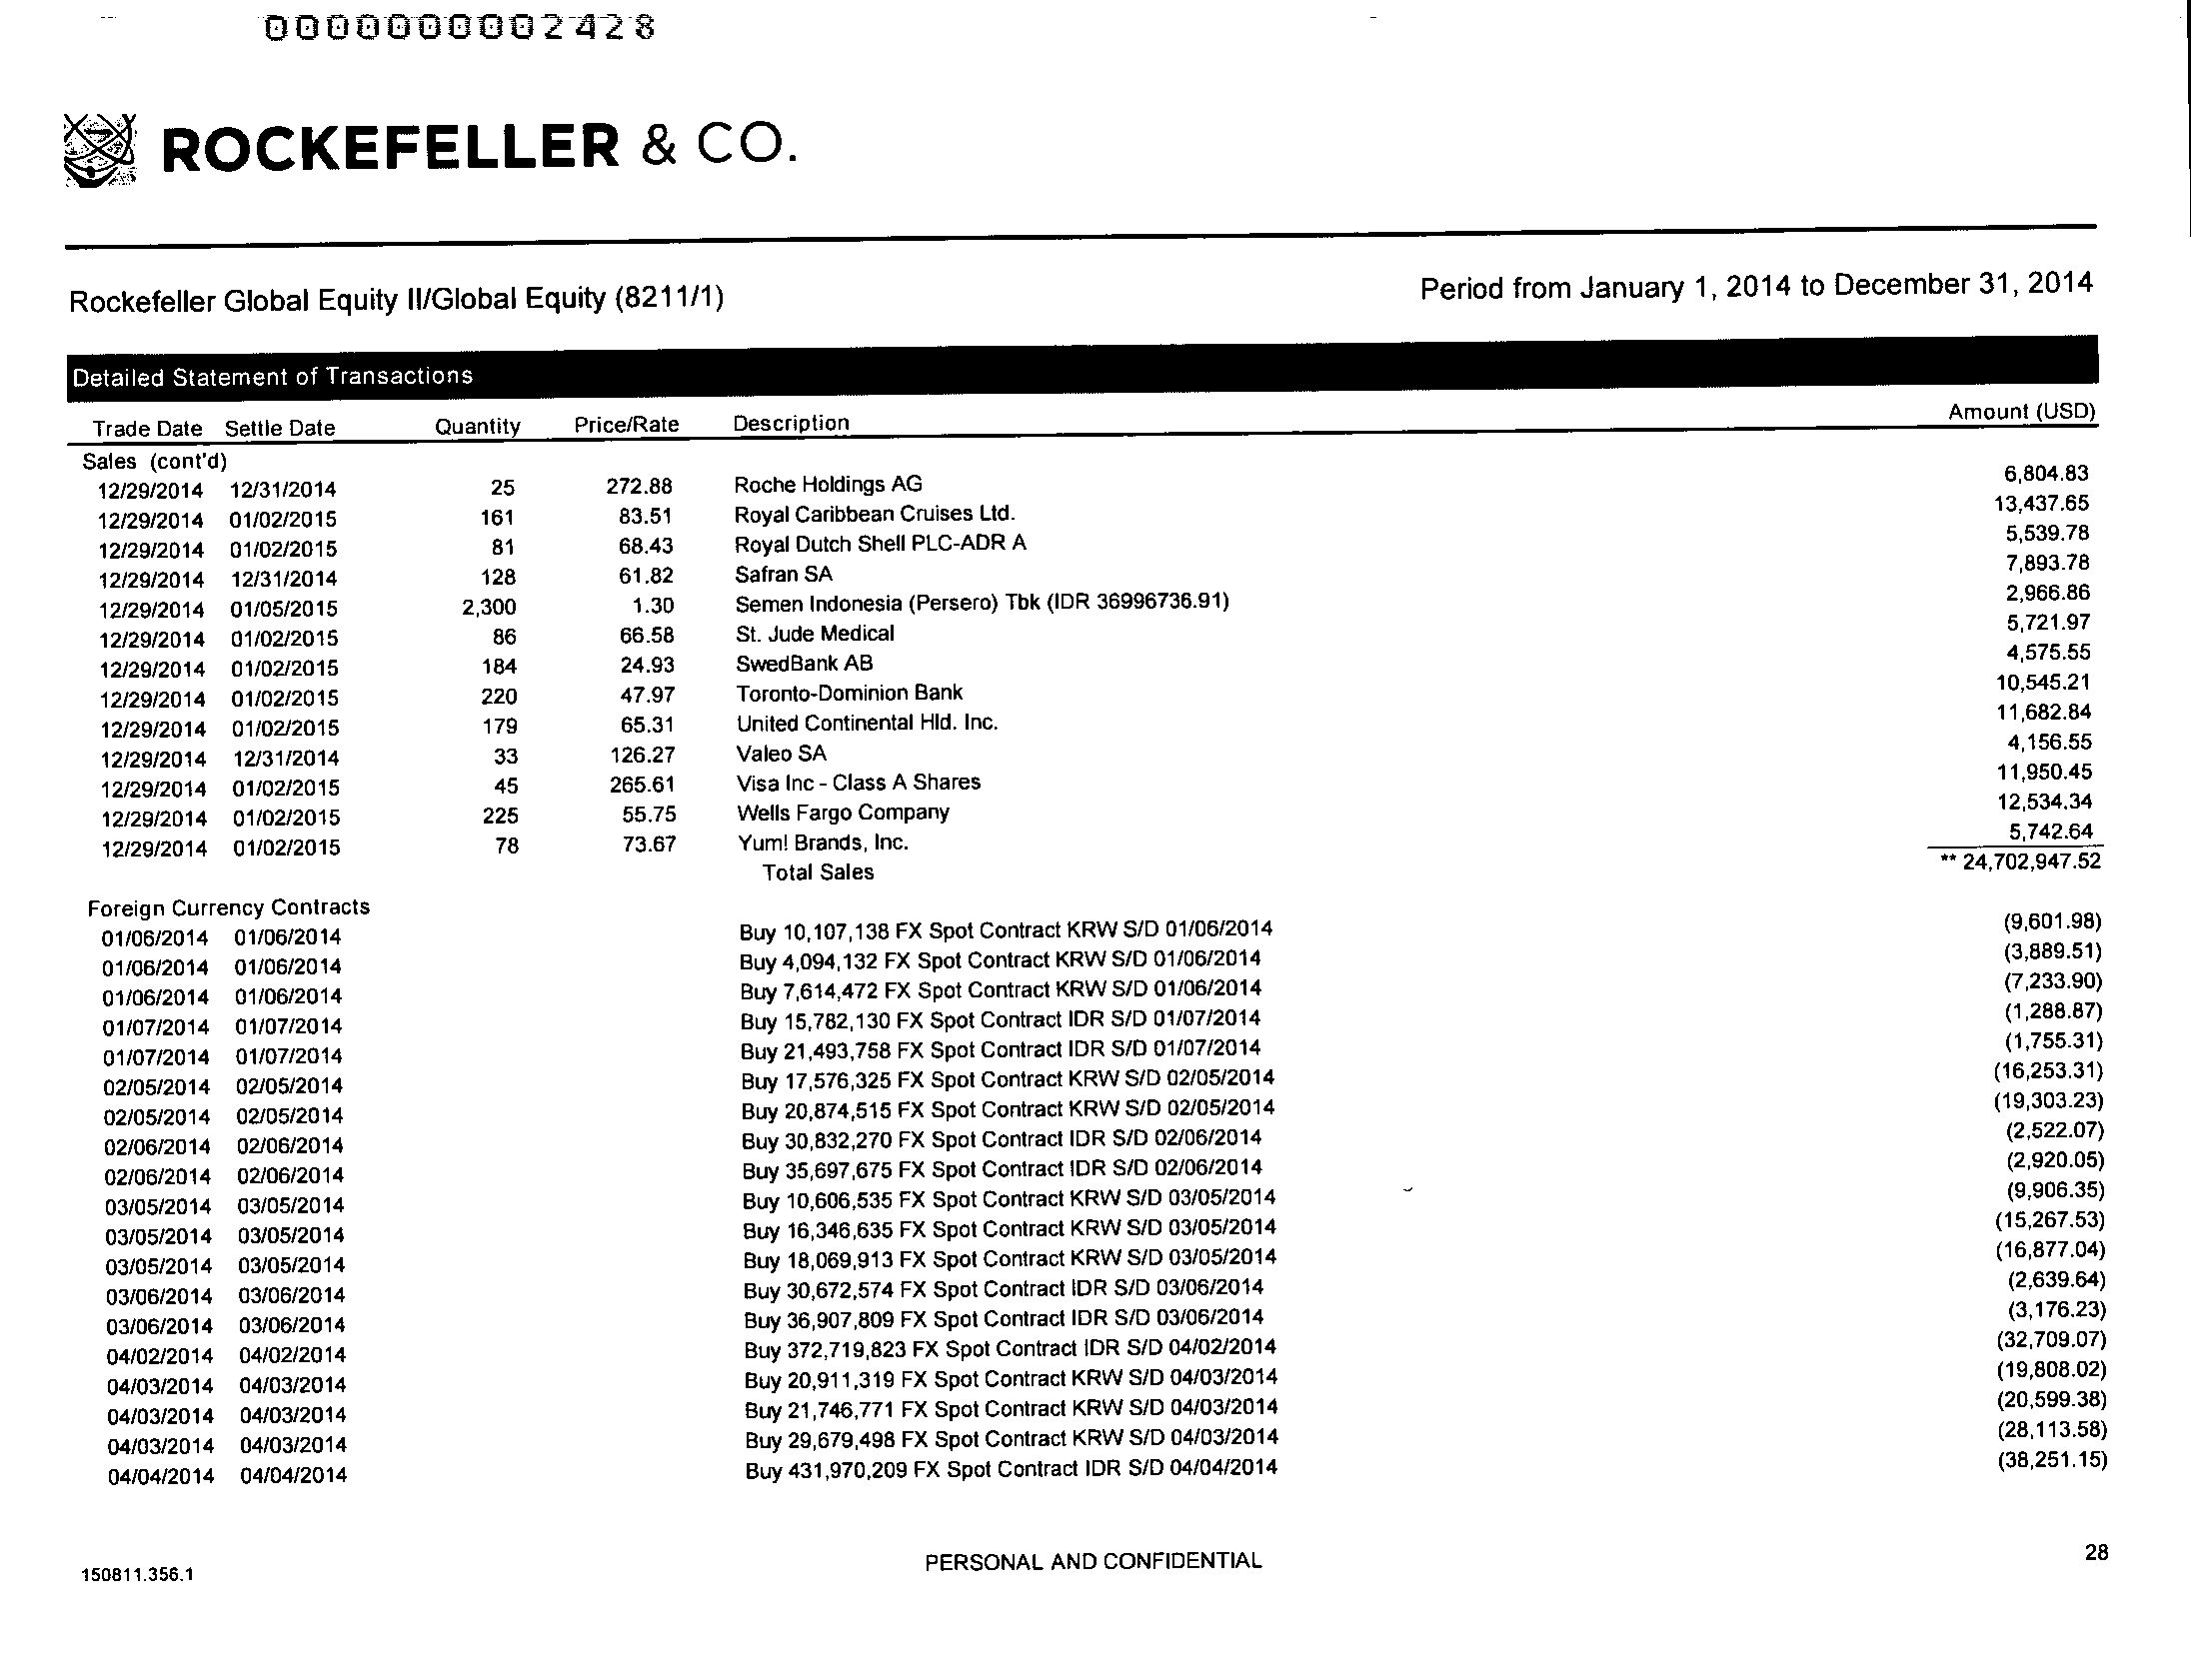 0000000002428
ROCKEFELLER & CO.
Rockefeller Global Equity II/Global Equity (8211/1) Period from January 1, 2014 to December 31, 2014
Detailed Statement of Transactions
Trade Date Settle Date Quantity Price/Rate Description Amount (USD)
Sales (cont'd)
12/29/2014 12/31/2014 25 272.88 Roche Holdings AG 6,804.83
12/29/2014 01/02/2015 161 83.51 Royal Caribbean Cruises Ltd. 13,437.65
12/29/2014 01/02/2015 81 68.43 Royal Dutch Shell PLC-ADR A 5,539.78
12/29/2014 12/31/2014 128 61.82 Safran SA 7,893.78
12/29/2014 01/05/2015 2,300 1.30 Semen Indonesia (Persero) Tbk (IDR 36996736.91) 2,966.86
12/29/2014 01/02/2015 86 66.58 St. Jude Medical 5,721.97
12/29/2014 01/02/2015 184 24.93 SwedBank AB 4,575.55
12/29/2014 01/02/2015 220 47.97 Toronto-Dominion Bank 10,545.21
12/29/2014 01/02/2015 179 65.31 United Continental Hld. Inc. 11,682.84
12/29/2014 12/31/2014 33 126.27 Valeo SA 4,156.55
12/29/2014 01/02/2015 45 265.61 Visa Inc - Class A Shares 11,950.45
12/29/2014 01/02/2015 225 55.75 Wells Fargo Company 12,534.34
12/29/2014 01/02/2015 78 73.67 Yum! Brands, Inc. 5,742.64
Total Sales ** 24,702,947.52
Foreign Currency Contracts
01/06/2014 01/06/2014 Buy 10,107,138 FX Spot Contract KRW S/D 01/06/2014 (9,601.98)
01/06/2014 01/06/2014 Buy 4,094,132 FX Spot Contract KRW S/D 01/06/2014 (3,889.51)
01/06/2014 01/06/2014 Buy 7,614,472 FX Spot Contract KRW S/D 01/06/2014 (7,233.90)
01/07/2014 01/07/2014 Buy 15,782,130 FX Spot Contract IDR S/D 01/07/2014 (1,288.87)
01/07/2014 01/07/2014 Buy 21,493,758 FX Spot Contract IDR S/D 01/07/2014 (1,755.31)
02/05/2014 02/05/2014 Buy 17,576,325 FX Spot Contract KRW S/D 02/05/2014 (16,253.31)
02/05/2014 02/05/2014 Buy 20,874,515 FX Spot Contract KRW S/D 02/05/2014 (19,303.23)
02/06/2014 02/06/2014 Buy 30,832,270 FX Spot Contract IDR S/D 02/06/2014 (2,522.07)
02/06/2014 02/06/2014 Buy 35,697,675 FX Spot Contract IDR S/D 02/06/2014 (2,920.05)
03/05/2014 03/05/2014 Buy 10,606,535 FX Spot Contract KRW S/D 03/05/2014 (9,906.35)
03/05/2014 03/05/2014 Buy 16,346,635 FX Spot Contract KRW S/D 03/05/2014 (15,267.53)
03/05/2014 03/05/2014 Buy 18,069,913 FX Spot Contract KRW S/D 03/05/2014 (16,877.04)
03/06/2014 03/06/2014 Buy 30,672,574 FX Spot Contract IDR S/D 03/06/2014 (2,639.64)
03/06/2014 03/06/2014 Buy 36,907,809 FX Spot Contract IDR S/D 03/06/2014 (3,176.23)
04/02/2014 04/02/2014 Buy 372,719,823 FX Spot Contract IDR S/D 04/02/2014 (32,709.07)
04/03/2014 04/03/2014 Buy 20,911,319 FX Spot Contract KRW S/D 04/03/2014 (19,808.02)
04/03/2014 04/03/2014 Buy 21,746,771 FX Spot Contract KRW S/D 04/03/2014 (20,599.38)
04/03/2014 04/03/2014 Buy 29,679,498 FX Spot Contract KRW S/D 04/03/2014 (28,113.58)
04/04/2014 04/04/2014 Buy 431,970,209 FX Spot Contract IDR S/D 04/04/2014 (38,251.15)
150811.356.1 PERSONAL AND CONFIDENTIAL 28